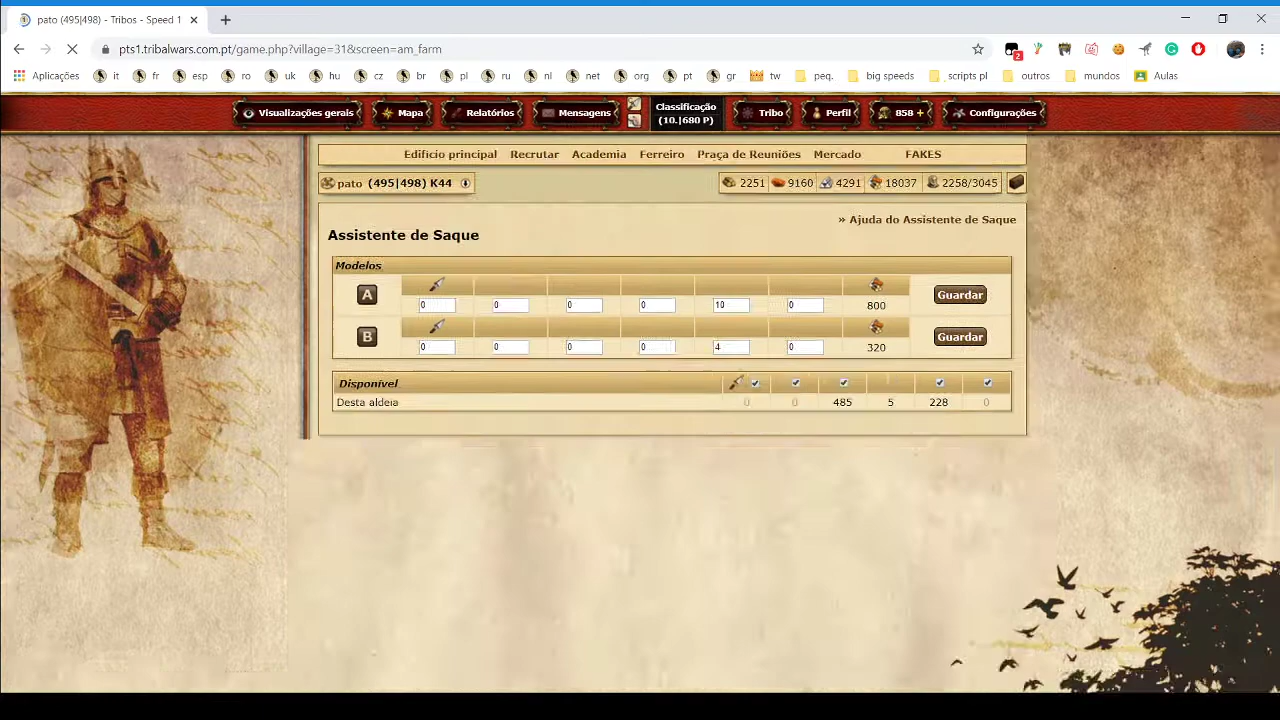 pato (495|498) - Tribos - Speed 1
pts1.tribalwars.com.pt/game.php?village=31&screen=am_farm
2
Aplicações it fr esp ro uk hu cz br pl ru nl net org pt gr tw peq. big speeds scripts pl outros mundos Aulas
Visualizações gerais Mapa Relatórios Mensagens Classificação (10.|680 P) Tribo Perfil 858 + Configurações
Edifício principal Recrutar Academia Ferreiro Praça de Reuniões Mercado FAKES
pato (495|498) K44 2251 9160 4291 18037 2258/3045
» Ajuda do Assistente de Saque
Assistente de Saque
Modelos
A 0 0 0 0 10 0 800 Guardar
B 0 0 0 0 4 0 320 Guardar
Disponível
Desta aldeia 0 0 485 5 228 0